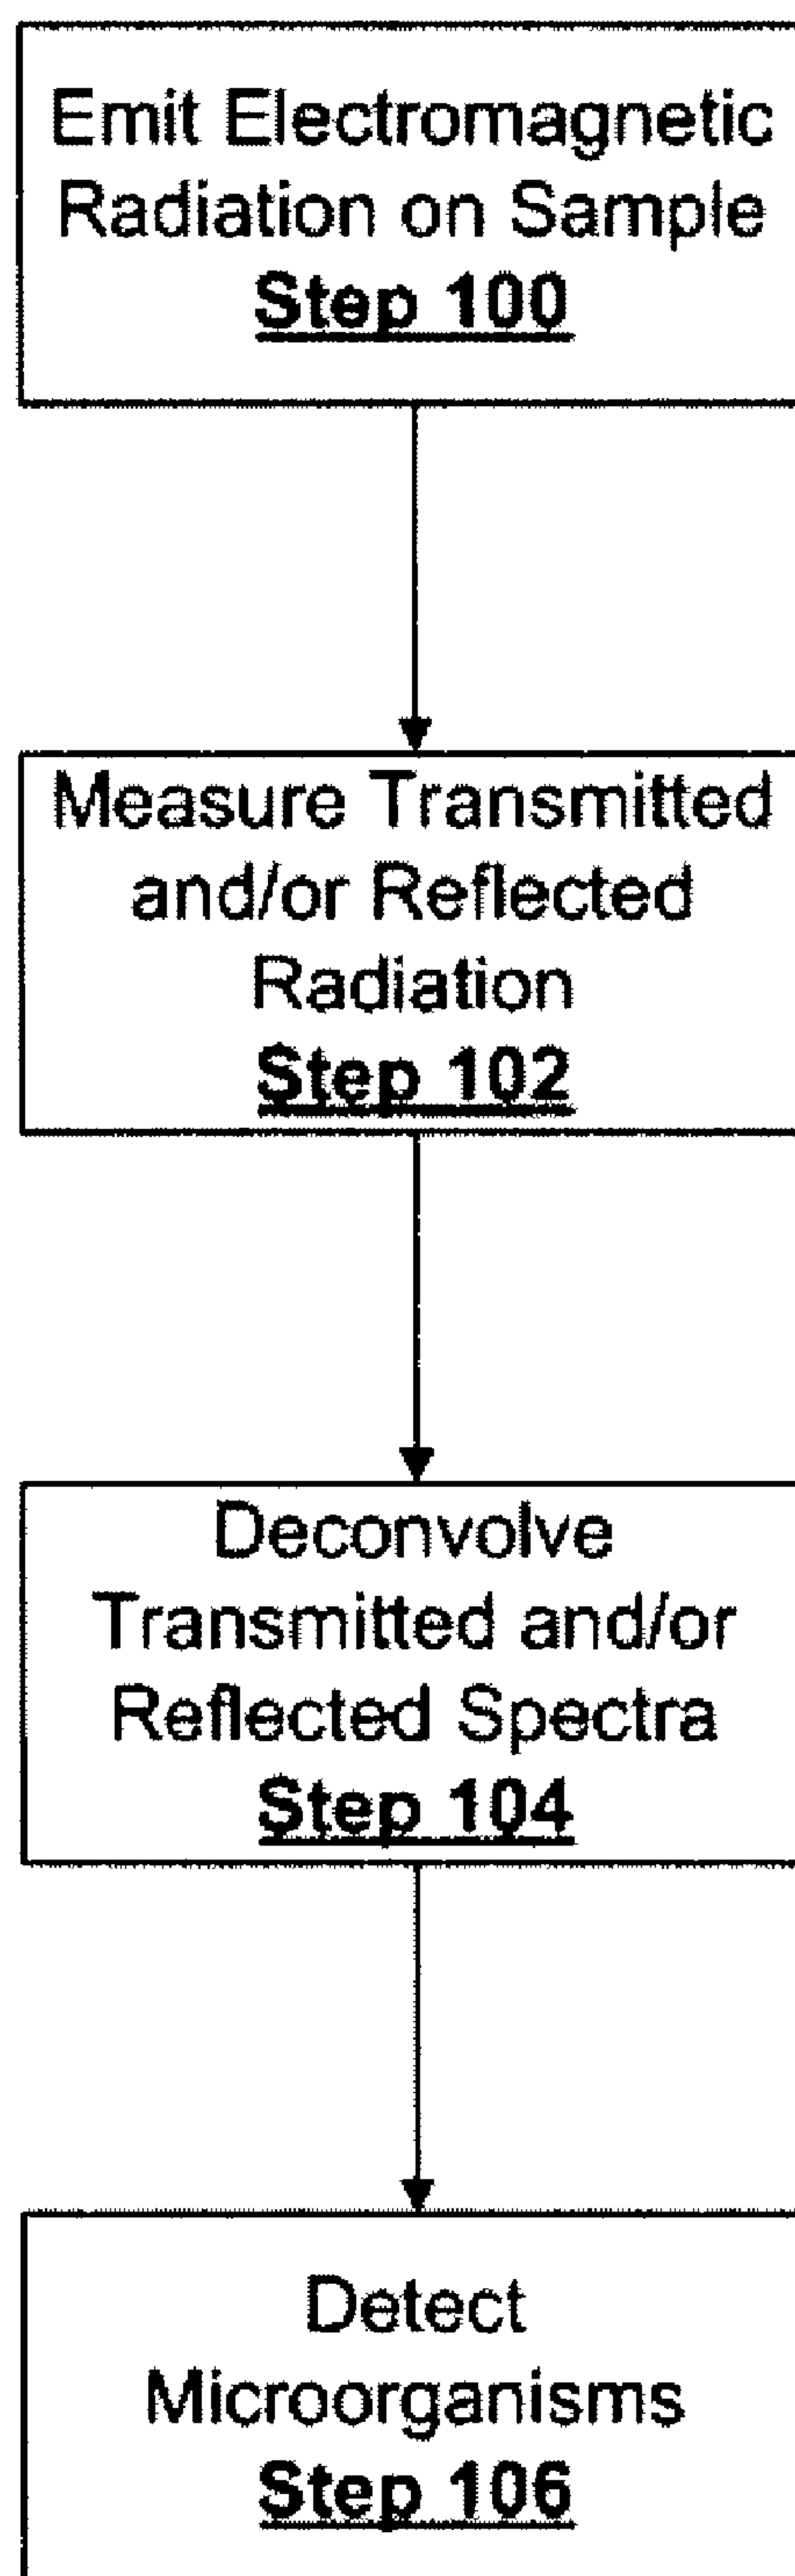 Emit Electromagnetic
Radiation on Sample
Step 100
Measure Transmitted
and/or Reflected
Radiation
Step 102
Deconvolve
Transmitted and/or
Reflected Spectra
Step 104
Detect
Microorganisms
Step 106